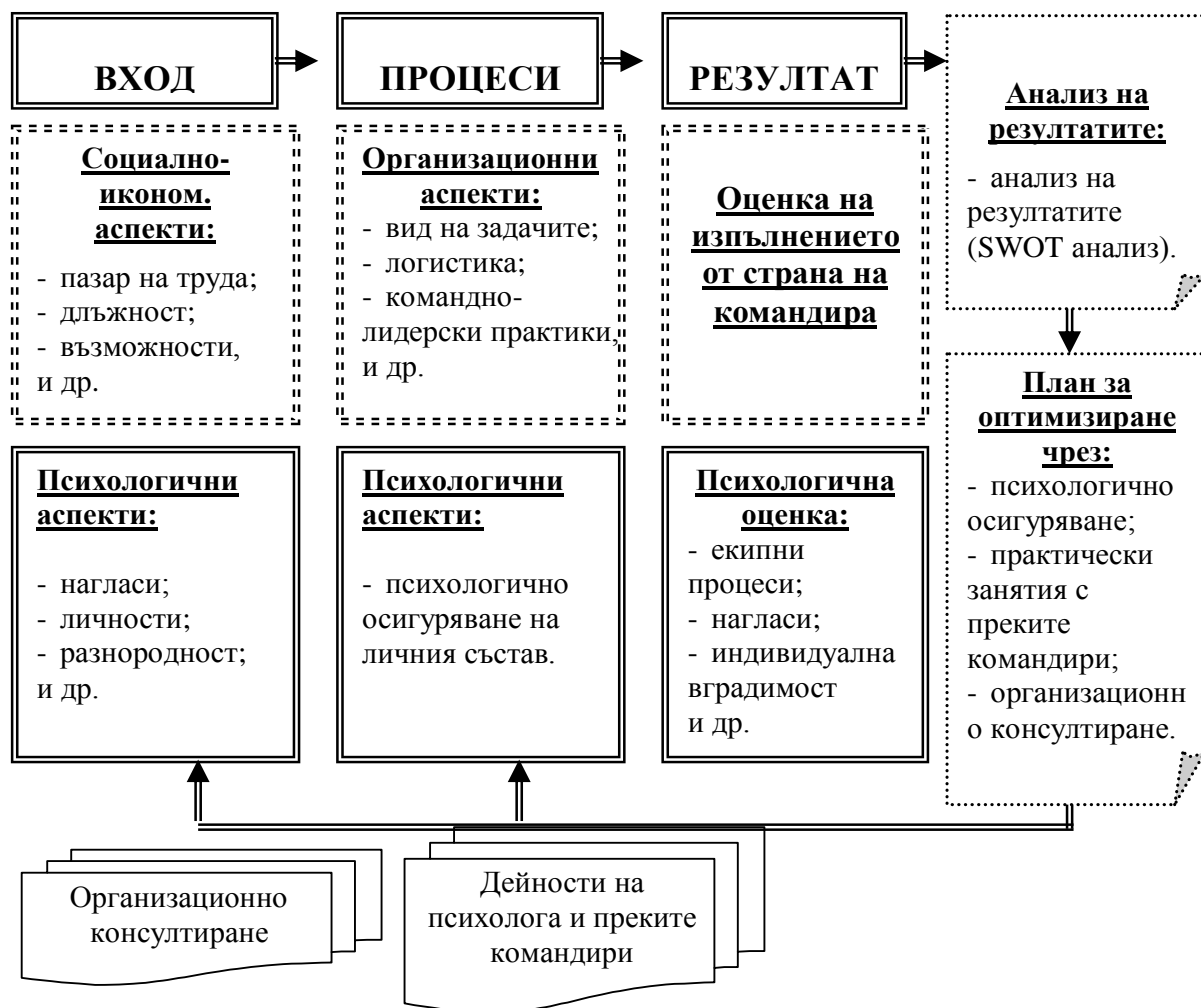 ВХОД
ПРОЦЕСИ
РЕЗУЛТАТ
Анализ на
резултатите:
- анализ на
резултатите
(SWOT анализ).
Социално-
иконом.
аспекти:
- пазар на труда;
- длъжност;
- възможности,
и др.
Организационни
аспекти:
- вид на задачите;
- логистика;
- командно-
лидерски практики,
и др.
Оценка на
изпълнението
от страна на
командира
План за
оптимизиране
чрез:
- психологично
осигуряване;
- практически
занятия с
преките
командири;
- организационн
о консултиране.
Психологични
аспекти:
- нагласи;
- личности;
- разнородност;
и др.
Психологични
аспекти:
- психологично
осигуряване на
личния състав.
Психологична
оценка:
- екипни
процеси;
- нагласи;
- индивидуална
вградимост
и др.
Организационно
консултиране
Дейности на
психолога и преките
командири